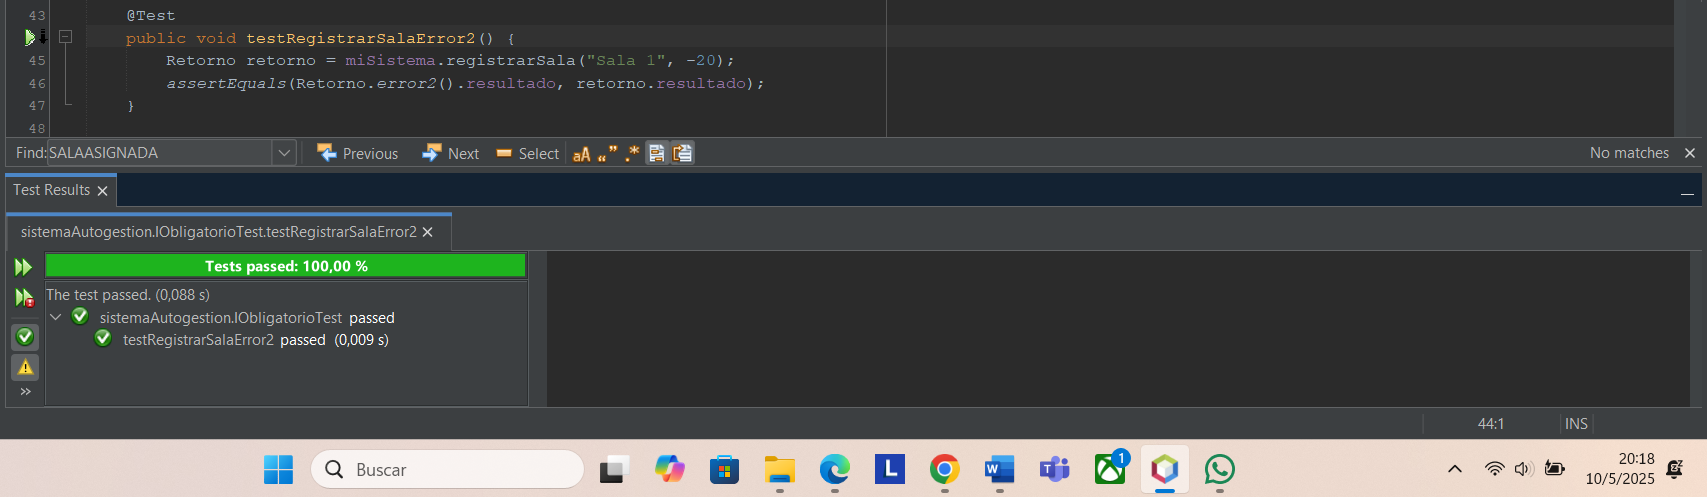 43 @Test
public void testRegistrarSalaError2() {
45 Retorno retorno = miSistema.registrarSala("Sala 1", -20);
46 assertEquals(Retorno.error2().resultado, retorno.resultado);
47 }
48
Find: SALAASIGNADA Previous Next Select aA “ ” .* No matches
Test Results
sistemaAutogestion.IObligatorioTest.testRegistrarSalaError2
Tests passed: 100,00 %
The test passed. (0,088 s)
sistemaAutogestion.IObligatorioTest passed
testRegistrarSalaError2 passed (0,009 s)
44:1 INS
Buscar
L
W
T
1
20:18
10/5/2025